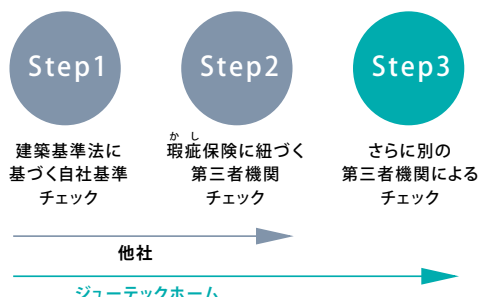 Step1
Step2
Step3
建築基準法に
基づく自社基準
チェック
かし
瑕疵保険に紐づく
第三者機関
チェック
さらに別の
第三者機関による
チェック
他社
ジューテックホーム